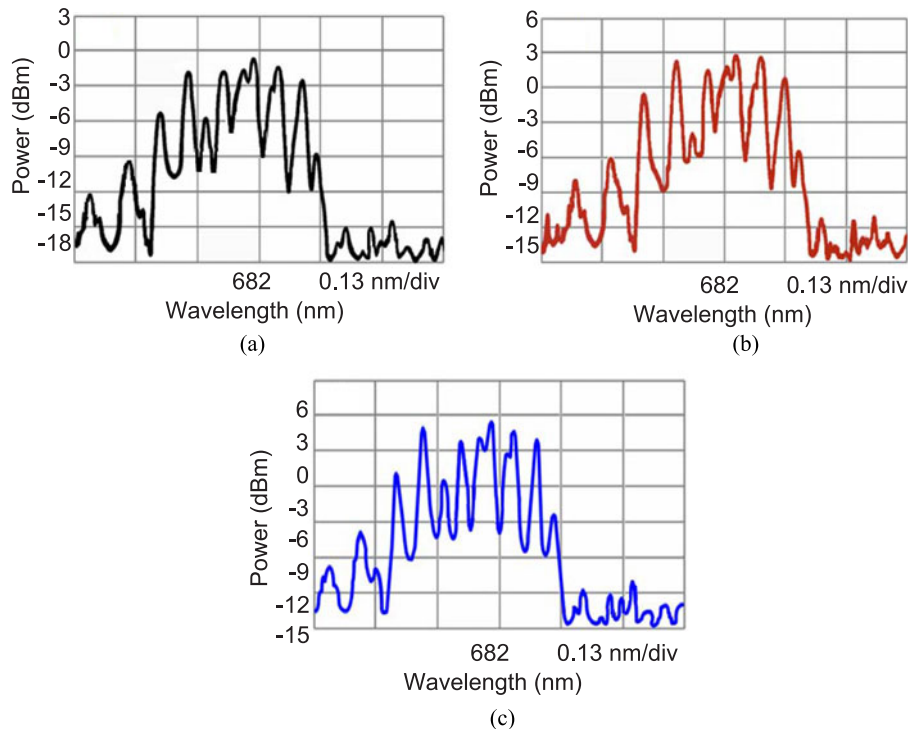 Power (dBm)
3
0
-3
-6
-9
-12
-15
-18
682 0.13 nm/div
Wavelength (nm)
(a)
Power (dBm)
6
3
0
-3
-6
-9
-12
-15
682 0.13 nm/div
Wavelength (nm)
(b)
Power (dBm)
6
3
0
-3
-6
-9
-12
-15
682 0.13 nm/div
Wavelength (nm)
(c)